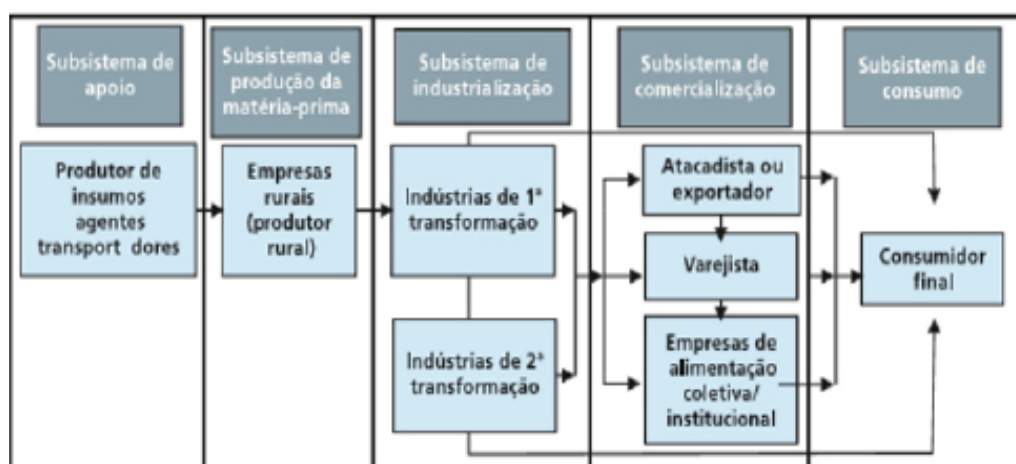 Subsistema de
apoio
Subsistema de
produção da
matéria-prima
Subsistema de
industrialização
Subsistema de
comercialização
Subsistema de
consumo
Produtor de
insumos
agentes
transport dores
Empresas
rurais
(produtor
rural)
Indústrias de 1ª
transformação
Indústrias de 2ª
transformação
Atacadista ou
exportador
Varejista
Empresas de
alimentação
coletiva/
institucional
Consumidor
final